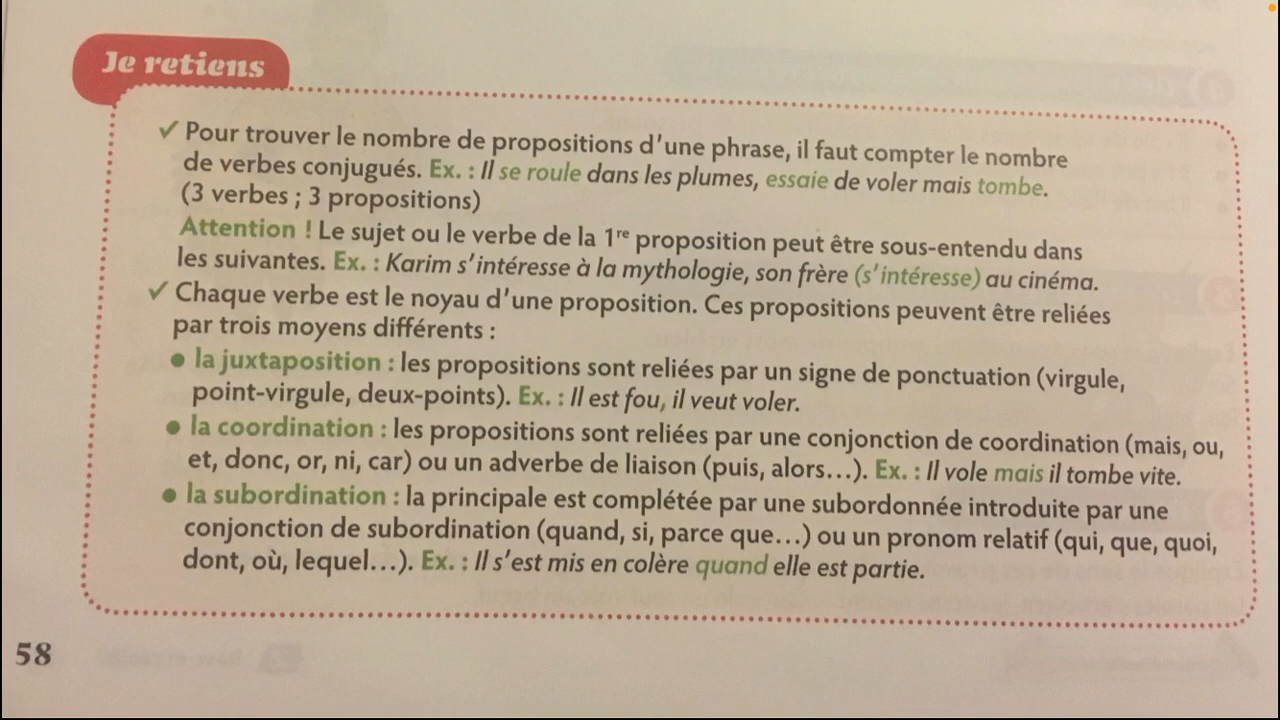 Je retiens
✓ Pour trouver le nombre de propositions d'une phrase, il faut compter le nombre
de verbes conjugués. Ex. : Il se roule dans les plumes, essaie de voler mais tombe.
(3 verbes ; 3 propositions)
Attention ! Le sujet ou le verbe de la 1re proposition peut être sous-entendu dans
les suivantes. Ex. : Karim s'intéresse à la mythologie, son frère (s'intéresse) au cinéma.
✓ Chaque verbe est le noyau d'une proposition. Ces propositions peuvent être reliées
par trois moyens différents :
• la juxtaposition : les propositions sont reliées par un signe de ponctuation (virgule,
point-virgule, deux-points). Ex. : Il est fou, il veut voler.
• la coordination : les propositions sont reliées par une conjonction de coordination (mais, ou,
et, donc, or, ni, car) ou un adverbe de liaison (puis, alors...). Ex. : Il vole mais il tombe vite.
• la subordination : la principale est complétée par une subordonnée introduite par une
conjonction de subordination (quand, si, parce que...) ou un pronom relatif (qui, que, quoi,
dont, où, lequel...). Ex. : Il s'est mis en colère quand elle est partie.
58